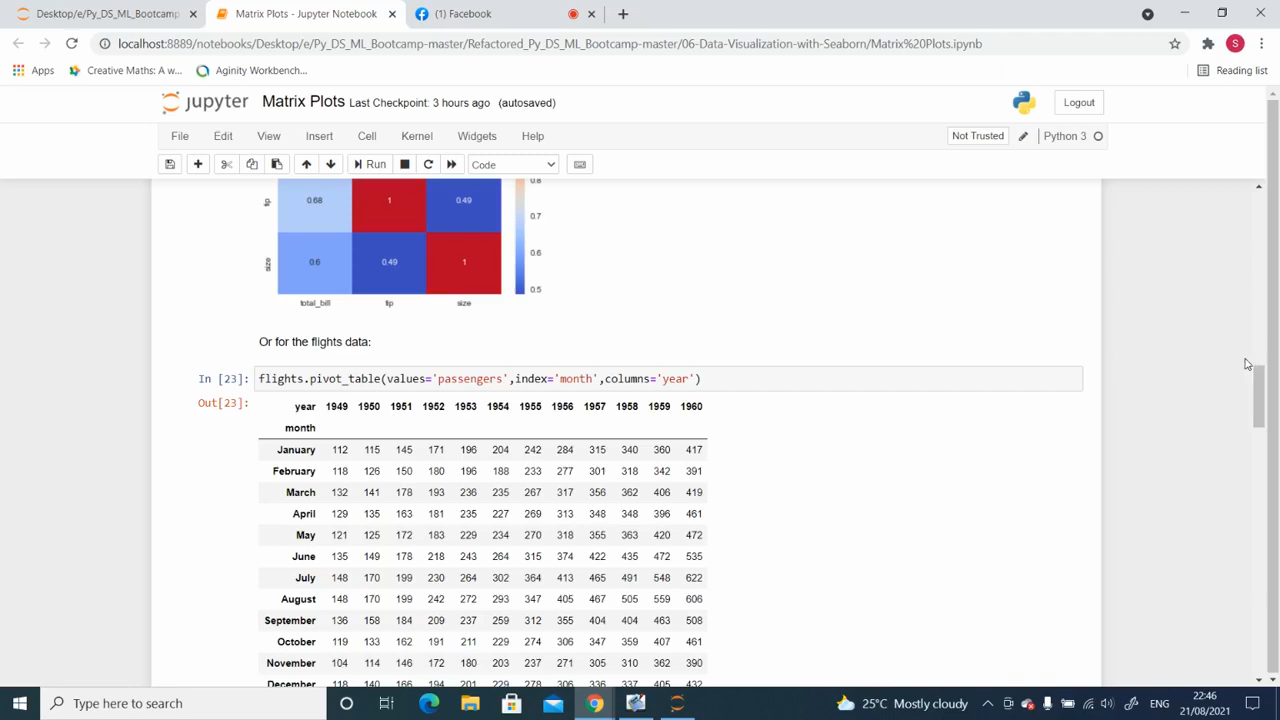 Desktop/e/Py_DS_ML_Bootcamp-
Matrix Plots - Jupyter Notebook
(1) Facebook
localhost:8889/notebooks/Desktop/e/Py_DS_ML_Bootcamp-master/Refactored_Py_DS_ML_Bootcamp-master/06-Data-Visualization-with-Seaborn/Matrix%20Plots.ipynb
S
Apps
Creative Maths: A w...
Aginity Workbench...
Reading list
jupyter Matrix Plots Last Checkpoint: 3 hours ago (autosaved)
Logout
File Edit View Insert Cell Kernel Widgets Help
Not Trusted
Python 3
Run
Code
0.8
tip 0.68 1 0.49
0.7
0.6
size 0.6 0.49 1
0.5
total_bill tip size
Or for the flights data:
In [23]: flights.pivot_table(values='passengers',index='month',columns='year')
Out[23]:
year 1949 1950 1951 1952 1953 1954 1955 1956 1957 1958 1959 1960
month
January 112 115 145 171 196 204 242 284 315 340 360 417
February 118 126 150 180 196 188 233 277 301 318 342 391
March 132 141 178 193 236 235 267 317 356 362 406 419
April 129 135 163 181 235 227 269 313 348 348 396 461
May 121 125 172 183 229 234 270 318 355 363 420 472
June 135 149 178 218 243 264 315 374 422 435 472 535
July 148 170 199 230 264 302 364 413 465 491 548 622
August 148 170 199 242 272 293 347 405 467 505 559 606
September 136 158 184 209 237 259 312 355 404 404 463 508
October 119 133 162 191 211 229 274 306 347 359 407 461
November 104 114 146 172 180 203 237 271 305 310 362 390
December 118 140 166 194 201 229 278 306 336 337 405 432
Type here to search
25°C Mostly cloudy
ENG
22:46
21/08/2021